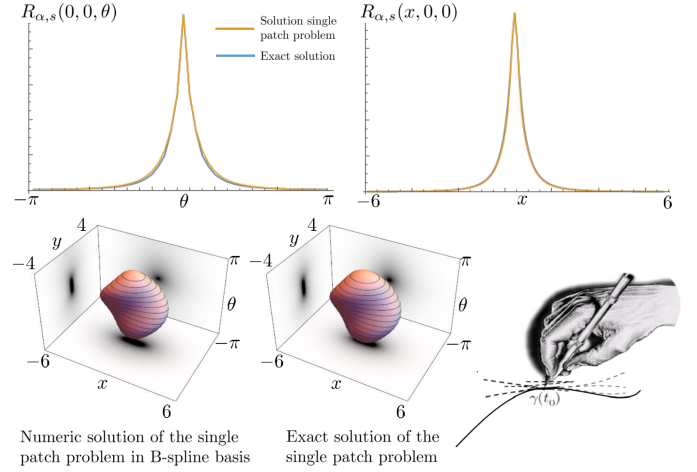 R_{α,s}(0, 0, θ)
Solution single
patch problem
Exact solution
−π
θ
π
R_{α,s}(x, 0, 0)
−6
x
6
4
y
−4
π
θ
−π
−6
x
6
4
y
−4
π
θ
−π
−6
x
6
γ(t₀)
Numeric solution of the single
patch problem in B-spline basis
Exact solution of the
single patch problem